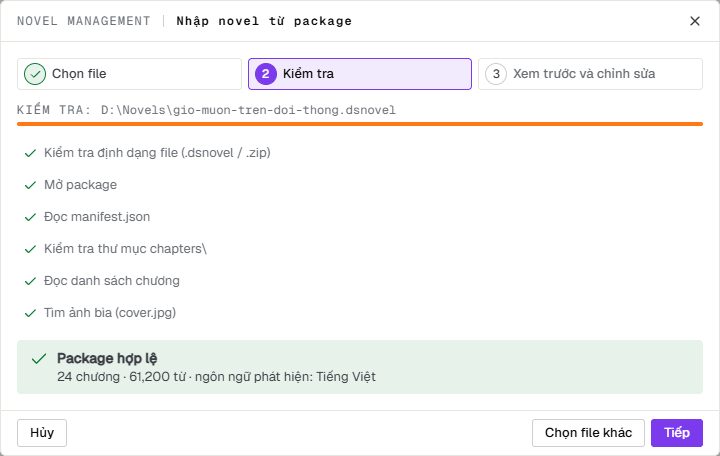 NOVEL MANAGEMENT | Nhập novel từ package
Chọn file
2 Kiểm tra
3 Xem trước và chỉnh sửa
KIỂM TRA: D:\Novels\gio-muon-tren-doi-thong.dsnovel
Kiểm tra định dạng file (.dsnovel / .zip)
Mở package
Đọc manifest.json
Kiểm tra thư mục chapters\
Đọc danh sách chương
Tìm ảnh bìa (cover.jpg)
Package hợp lệ
24 chương · 61,200 từ · ngôn ngữ phát hiện: Tiếng Việt
Hủy
Chọn file khác
Tiếp